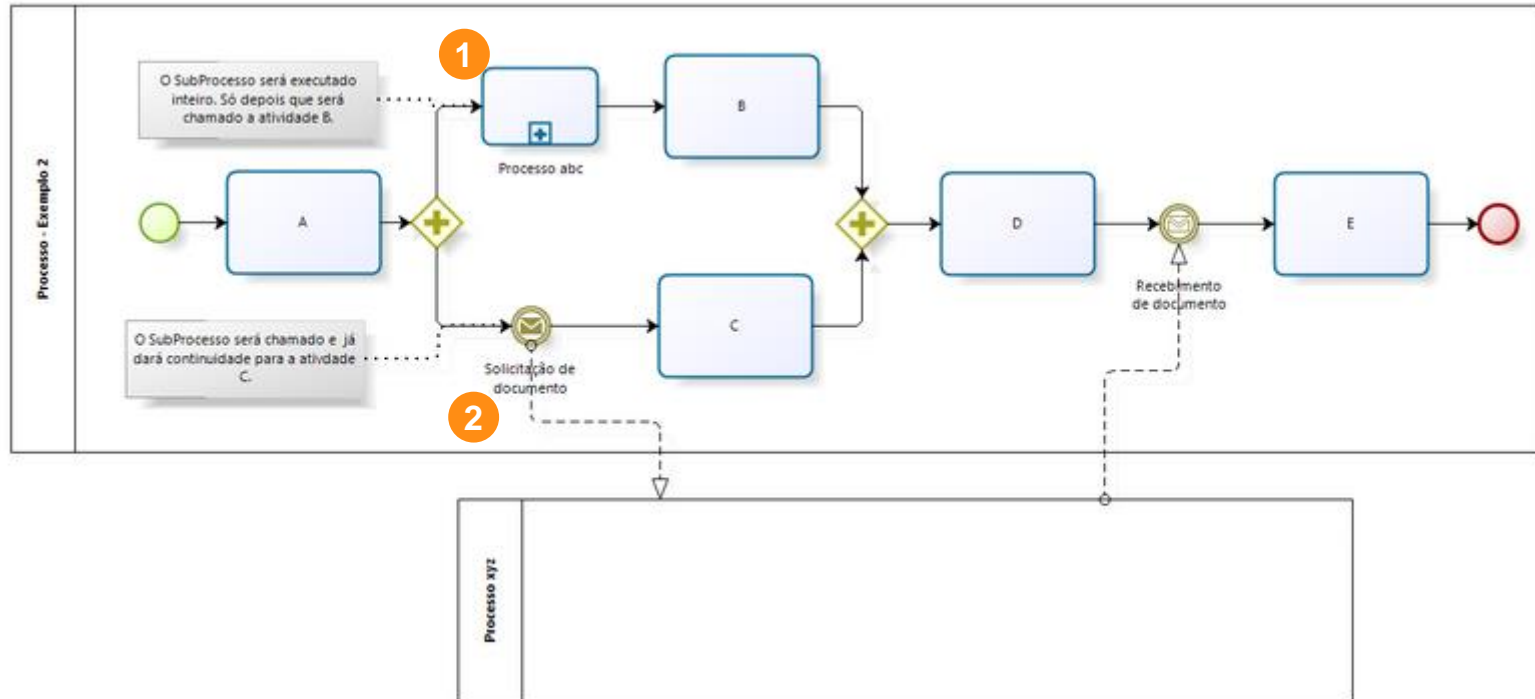 Processo - Exemplo 2
1
O SubProcesso será executado
inteiro. Só depois que será
chamado a atividade B.
Processo abc
B
A
D
Recebimento
de documento
E
O SubProcesso será chamado e já
dará continuidade para a atividade
C.
Solicitação de
documento
C
2
Processo xyz